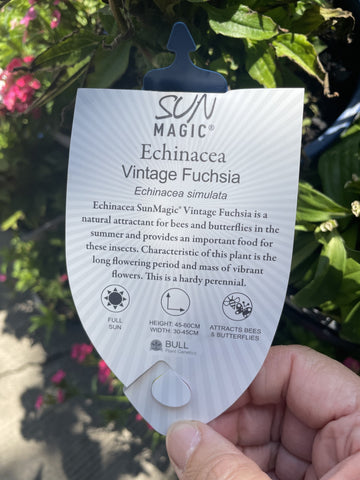 SUN
MAGIC®
Echinacea
Vintage Fuchsia
Echinacea simulata
Echinacea SunMagic® Vintage Fuchsia is a
natural attractant for bees and butterflies in the
summer and provides an important food for
these insects. Characteristic of this plant is the
long flowering period and mass of vibrant
flowers. This is a hardy perennial.
FULL
SUN
HEIGHT: 45-60CM
WIDTH: 30-45CM
ATTRACTS BEES
& BUTTERFLIES
BULL
Plant Genetics